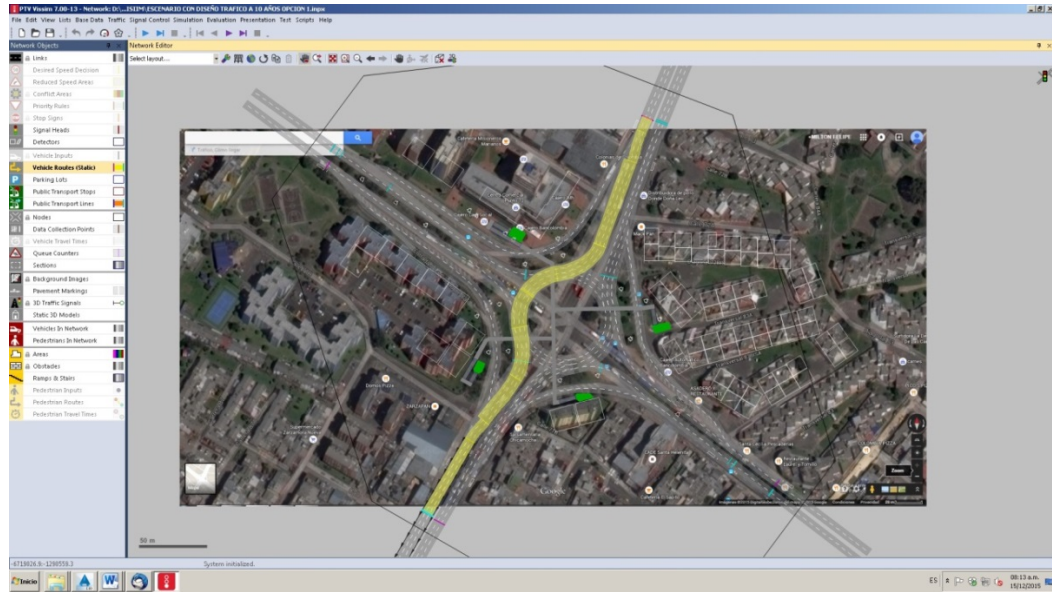 PTV Vissim 7.00-13 - Network: D:\...ISEIM\ESCENARIO CON DISEÑO TRAFICO A 10 AÑOS OPCION 1.inpx
File Edit View Lists Base Data Traffic Signal Control Simulation Evaluation Presentation Test Scripts Help
Network Objects
Network Editor
Select layout...
Links
Desired Speed Decision
Reduced Speed Areas
Conflict Areas
Priority Rules
Stop Signs
Signal Heads
Detectors
Vehicle Inputs
Vehicle Routes (Static)
Parking Lots
Public Transport Stops
Public Transport Lines
Nodes
Data Collection Points
Vehicle Travel Times
Queue Counters
Sections
Background Images
Pavement Markings
3D Traffic Signals
Static 3D Models
Vehicles In Network
Pedestrians In Network
Areas
Obstacles
Ramps & Stairs
Pedestrian Inputs
Pedestrian Routes
Pedestrian Travel Times
Google
Zoom
50 m
System initialized.
Inicio
ES
08:13 a.m.
15/12/2015